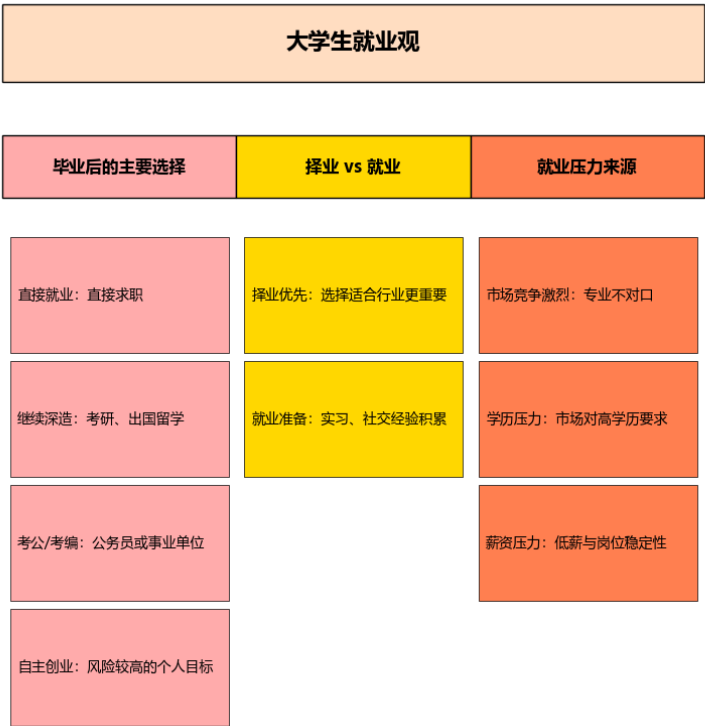 大学生就业观
毕业后的主要选择
择业 vs 就业
就业压力来源
直接就业：直接求职
择业优先：选择适合行业更重要
市场竞争激烈：专业不对口
继续深造：考研、出国留学
就业准备：实习、社交经验积累
学历压力：市场对高学历要求
考公/考编：公务员或事业单位
薪资压力：低薪与岗位稳定性
自主创业：风险较高的个人目标